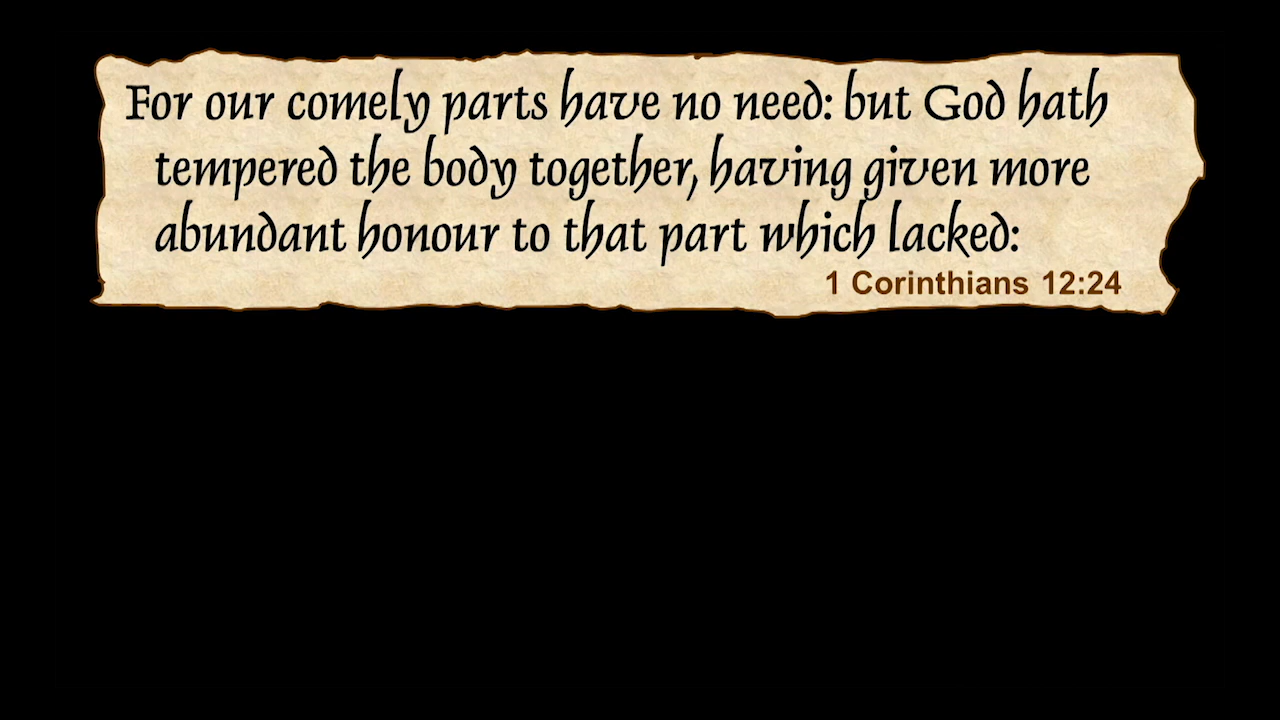 For our comely parts have no need: but God hath
tempered the body together, having given more
abundant honour to that part which lacked:
1 Corinthians 12:24